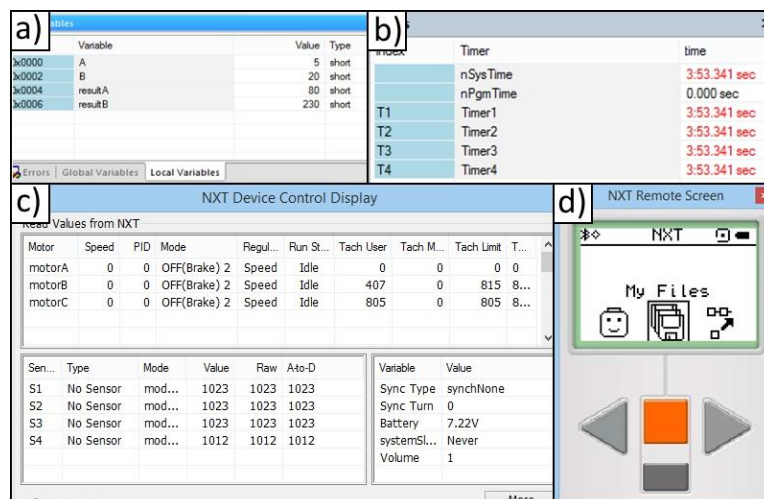 a)
ables
Variable Value Type
0x0000 A 5 short
0x0002 B 20 short
0x0004 resultA 80 short
0x0006 resultB 230 short
Errors Global Variables Local Variables
b)
Timer time
nSysTime 3:53.341 sec
nPgmTime 0.000 sec
T1 Timer1 3:53.341 sec
T2 Timer2 3:53.341 sec
T3 Timer3 3:53.341 sec
T4 Timer4 3:53.341 sec
c)
NXT Device Control Display
Read Values from NXT
Motor Speed PID Mode Regul... Run St... Tach User Tach M... Tach Limit T...
motorA 0 0 OFF(Brake) 2 Speed Idle 0 0 0 0
motorB 0 0 OFF(Brake) 2 Speed Idle 407 0 815 8...
motorC 0 0 OFF(Brake) 2 Speed Idle 805 0 805 8...
Sen... Type Mode Value Raw A-to-D
S1 No Sensor mod... 1023 1023 1023
S2 No Sensor mod... 1023 1023 1023
S3 No Sensor mod... 1023 1023 1023
S4 No Sensor mod... 1012 1012 1012
Variable Value
Sync Type synchNone
Sync Turn 0
Battery 7.22V
systemSl... Never
Volume 1
d)
NXT Remote Screen
NXT
My Files